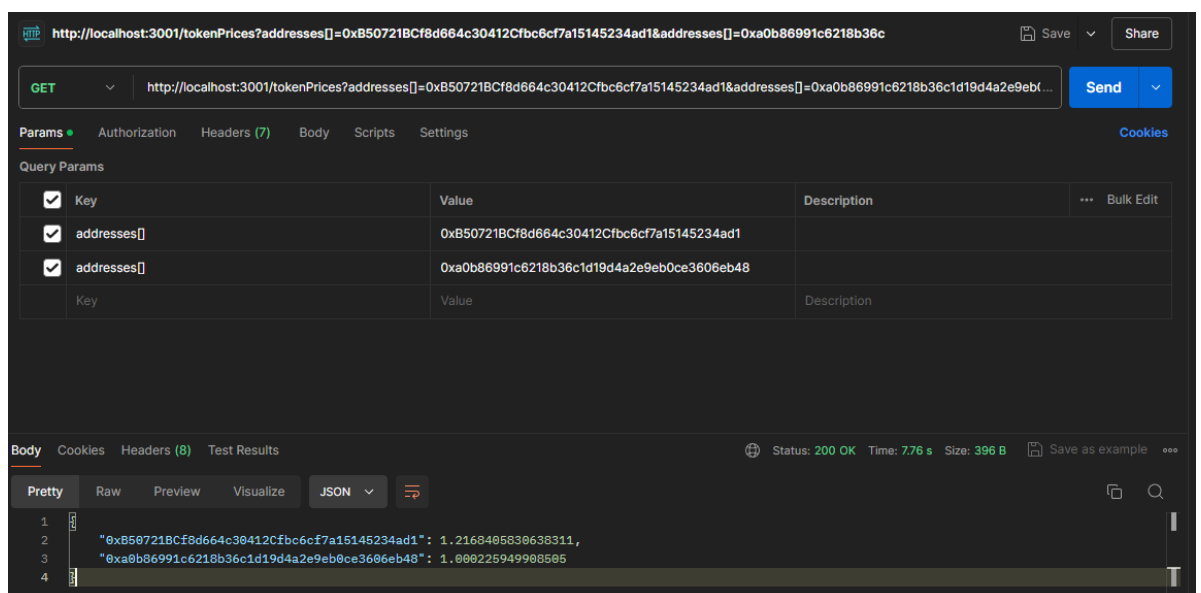 HTTP http://localhost:3001/tokenPrices?addresses[]=0xB50721BCf8d664c30412Cfbc6cf7a15145234ad1&addresses[]=0xa0b86991c6218b36c Save Share
GET http://localhost:3001/tokenPrices?addresses[]=0xB50721BCf8d664c30412Cfbc6cf7a15145234ad1&addresses[]=0xa0b86991c6218b36c1d19d4a2e9eb0... Send
Params Authorization Headers (7) Body Scripts Settings Cookies
Query Params
Key Value Description ••• Bulk Edit
addresses[] 0xB50721BCf8d664c30412Cfbc6cf7a15145234ad1
addresses[] 0xa0b86991c6218b36c1d19d4a2e9eb0ce3606eb48
Key Value Description
Body Cookies Headers (8) Test Results Status: 200 OK Time: 7.76 s Size: 396 B Save as example •••
Pretty Raw Preview Visualize JSON
1 {
2 "0xB50721BCf8d664c30412Cfbc6cf7a15145234ad1": 1.2168405830638311,
3 "0xa0b86991c6218b36c1d19d4a2e9eb0ce3606eb48": 1.000225949908505
4 }